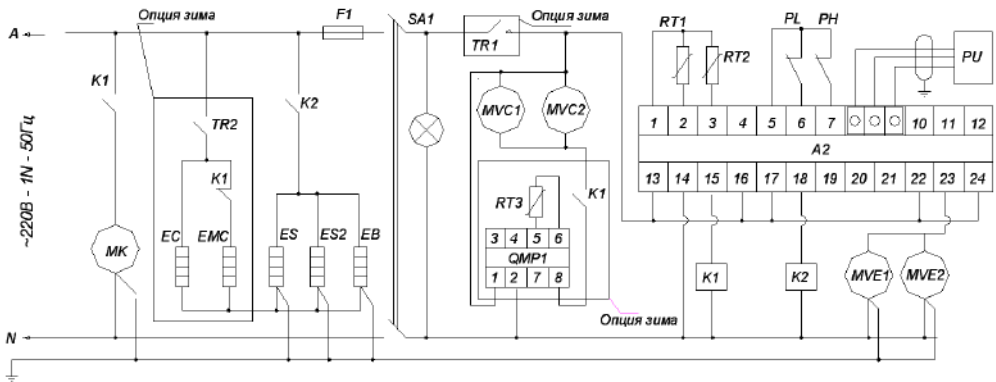 Опция зима F1 SA1 Опция зима RT1 PL PH
A TR1 RT2 PU
K1 K2 MVC1 MVC2
TR2
1 2 3 4 5 6 7 10 11 12
A2
13 14 15 16 17 18 19 20 21 22 23 24
~220В - 1N - 50Гц
K1 RT3 K1
EC EMC ES ES2 EB
3 4 5 6
QMP1
1 2 7 8
MK K1 K2 MVE1 MVE2
Опция зима
N